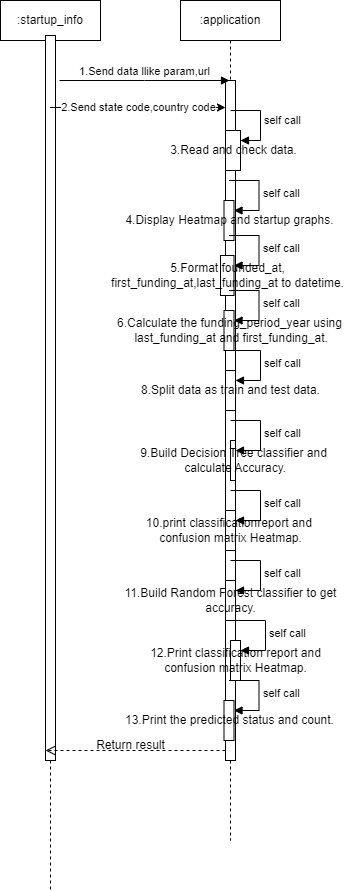 :startup_info
:application
1.Send data llike param,url
2.Send state code,country code
self call
3.Read and check data.
self call
4.Display Heatmap and startup graphs.
self call
5.Format founded_at,
first_funding_at,last_funding_at to datetime.
self call
6.Calculate the funding_period_year using
last_funding_at and first_funding_at.
self call
8.Split data as train and test data.
self call
9.Build Decision Tree classifier and
calculate Accuracy.
self call
10.print classification report and
confusion matrix Heatmap.
self call
11.Build Random Forest classifier to get
accuracy.
self call
12.Print classification report and
confusion matrix Heatmap.
self call
13.Print the predicted status and count.
Return result